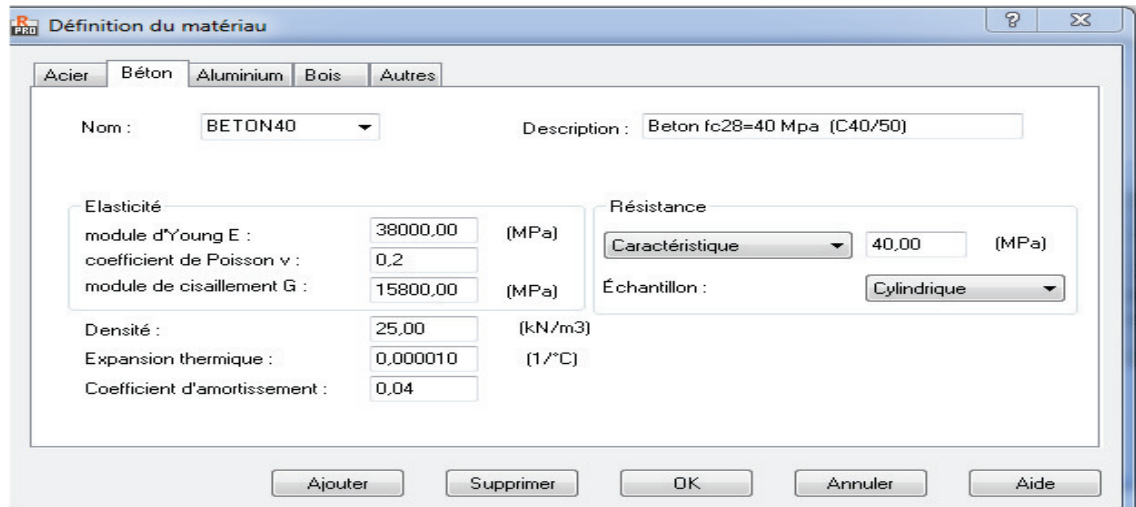 R PRO Définition du matériau
Acier Béton Aluminium Bois Autres
Nom : BETON40 Description : Beton fc28=40 Mpa (C40/50)
Elasticité Résistance
module d'Young E : 38000,00 (MPa) Caractéristique 40,00 (MPa)
coefficient de Poisson ν : 0,2
module de cisaillement G : 15800,00 (MPa) Échantillon : Cylindrique
Densité : 25,00 (kN/m3)
Expansion thermique : 0,000010 (1/°C)
Coefficient d'amortissement : 0,04
Ajouter Supprimer OK Annuler Aide